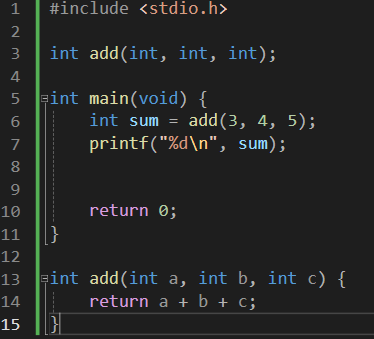 1 #include <stdio.h>
2
3 int add(int, int, int);
4
5 int main(void) {
6     int sum = add(3, 4, 5);
7     printf("%d\n", sum);
8
9
10     return 0;
11 }
12
13 int add(int a, int b, int c) {
14     return a + b + c;
15 }